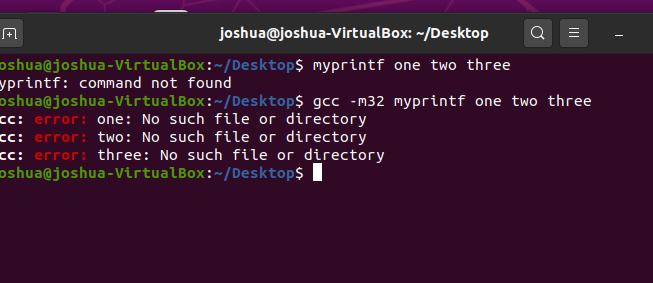 joshua@joshua-VirtualBox: ~/Desktop
oshua@joshua-VirtualBox:~/Desktop$ myprintf one two three
yprintf: command not found
oshua@joshua-VirtualBox:~/Desktop$ gcc -m32 myprintf one two three
cc: error: one: No such file or directory
cc: error: two: No such file or directory
cc: error: three: No such file or directory
oshua@joshua-VirtualBox:~/Desktop$